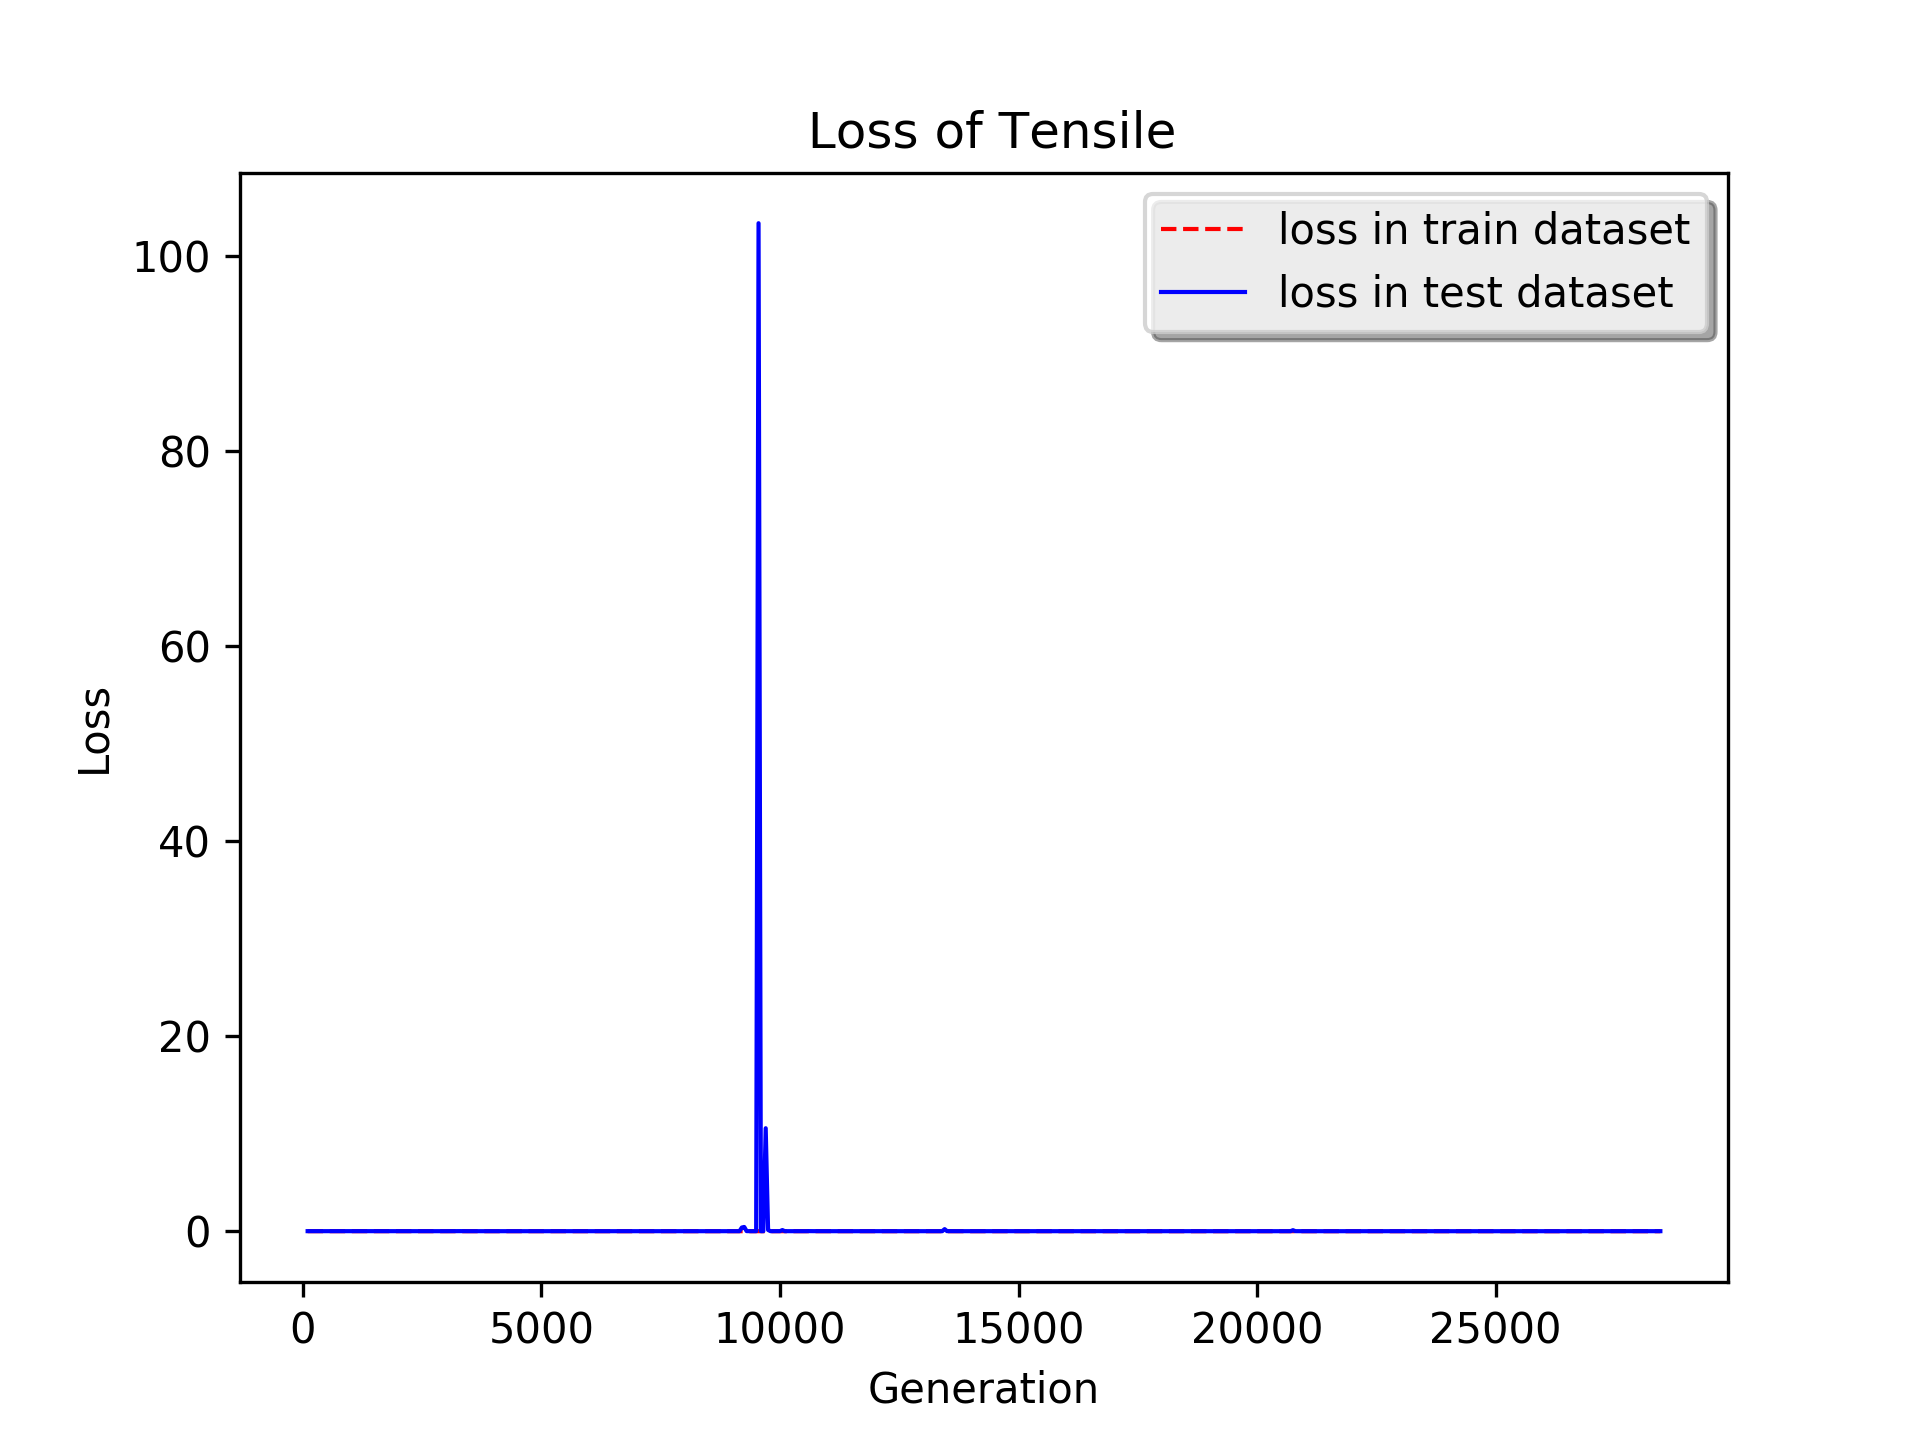 Loss of Tensile
loss in train dataset
loss in test dataset
100
80
60
40
20
0
Loss
0 5000 10000 15000 20000 25000
Generation